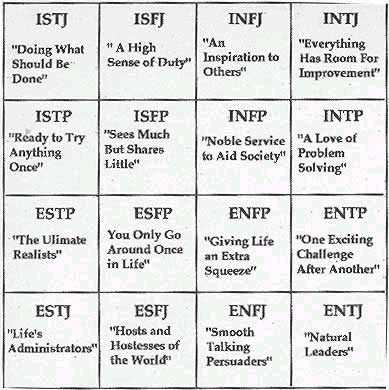 ISTJ
"Doing What
Should Be
Done"
ISFJ
" A High
Sense of Duty"
INFJ
"An
Inspiration to
Others"
INTJ
"Everything
Has Room For
Improvement"
ISTP
"Ready to Try
Anything
Once"
ISFP
"Sees Much
But Shares
Little"
INFP
"Noble Service
to Aid Society"
INTP
"A Love of
Problem
Solving"
ESTP
"The Ulimate
Realists"
ESFP
You Only Go
Around Once
in Life"
ENFP
"Giving Life
an Extra
Squeeze"
ENTP
"One Exciting
Challenge
After Another"
ESTJ
"Life's
Administrators"
ESFJ
"Hosts and
Hostesses of
the World"
ENFJ
"Smooth
Talking
Persuaders"
ENTJ
"Natural
Leaders"